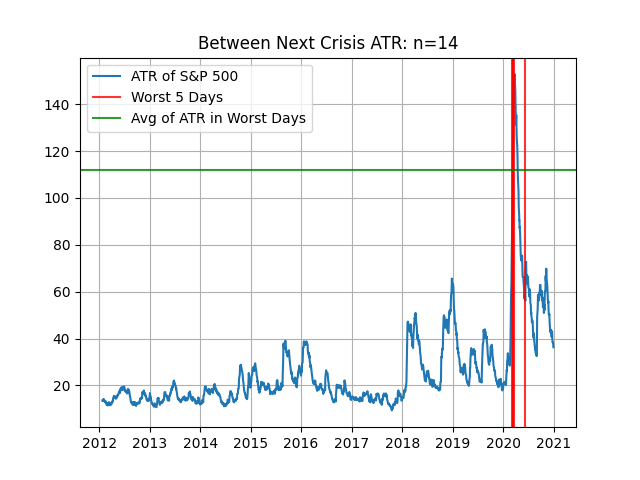 Between Next Crisis ATR: n=14
ATR of S&P 500
Worst 5 Days
Avg of ATR in Worst Days
140
120
100
80
60
40
20
2012 2013 2014 2015 2016 2017 2018 2019 2020 2021